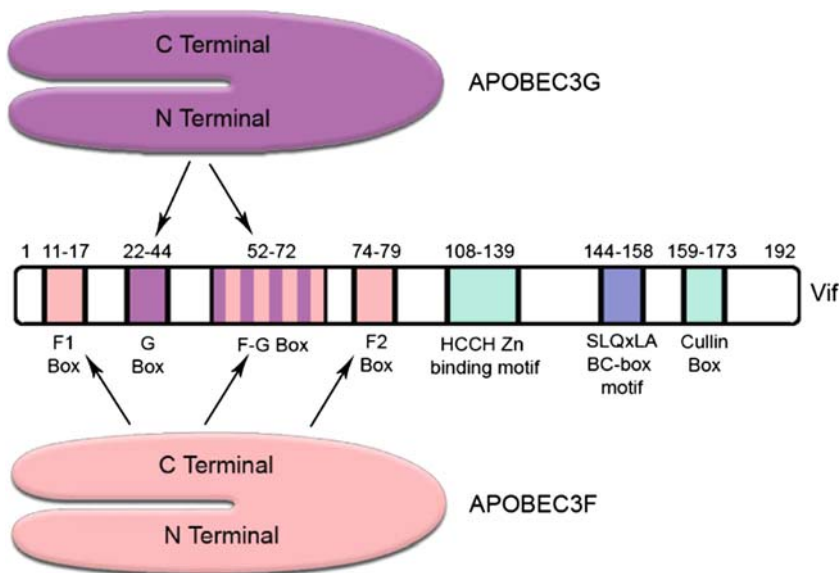 C Terminal
APOBEC3G
N Terminal
1 11-17 22-44 52-72 74-79 108-139 144-158 159-173 192
Vif
F1 Box
G Box
F-G Box
F2 Box
HCCH Zn
binding motif
SLQxLA
BC-box
motif
Cullin
Box
C Terminal
APOBEC3F
N Terminal